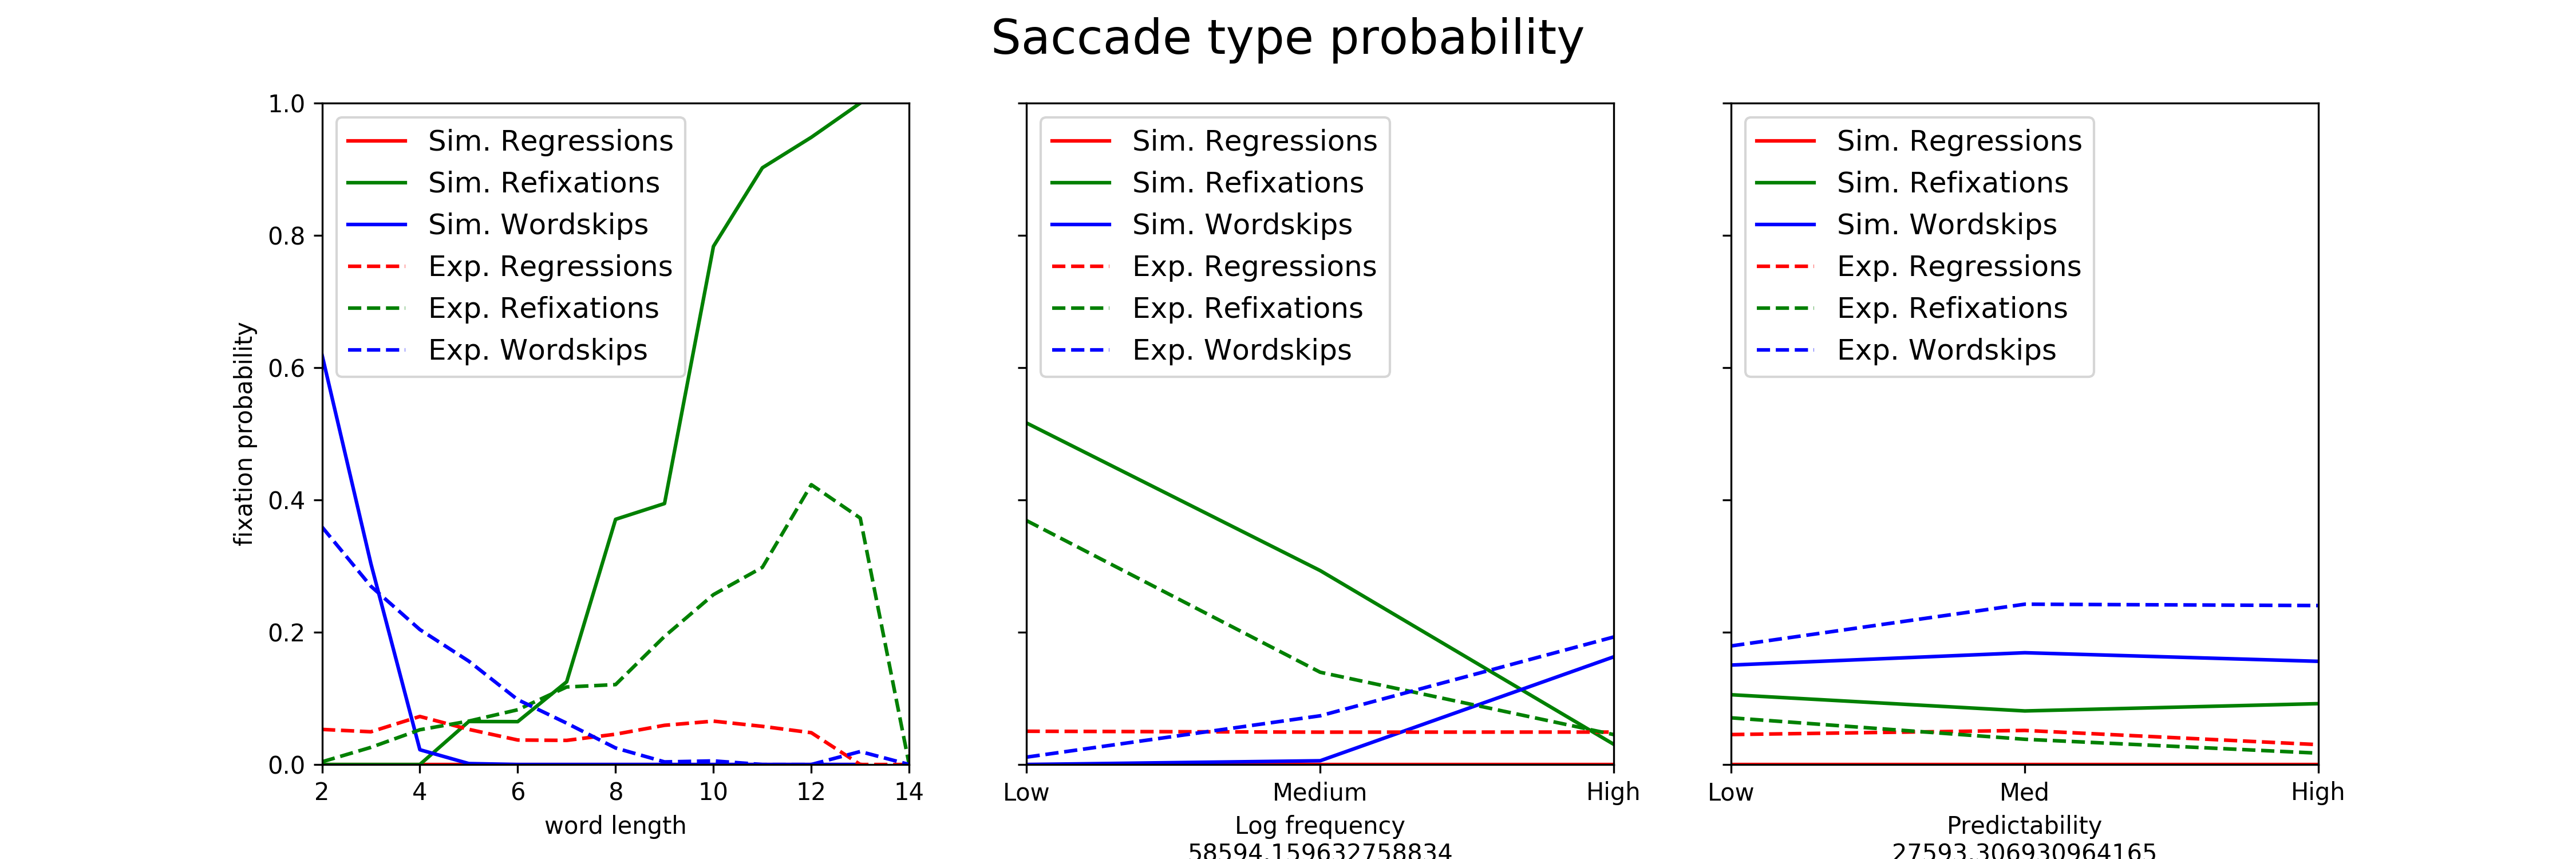 Saccade type probability
fixation probability
1.0
0.8
0.6
0.4
0.2
0.0
Sim. Regressions
Sim. Refixations
Sim. Wordskips
Exp. Regressions
Exp. Refixations
Exp. Wordskips
2 4 6 8 10 12 14
word length
Sim. Regressions
Sim. Refixations
Sim. Wordskips
Exp. Regressions
Exp. Refixations
Exp. Wordskips
Low Medium High
Log frequency
58594.159632758834
Sim. Regressions
Sim. Refixations
Sim. Wordskips
Exp. Regressions
Exp. Refixations
Exp. Wordskips
Low Med High
Predictability
27593.306930964165